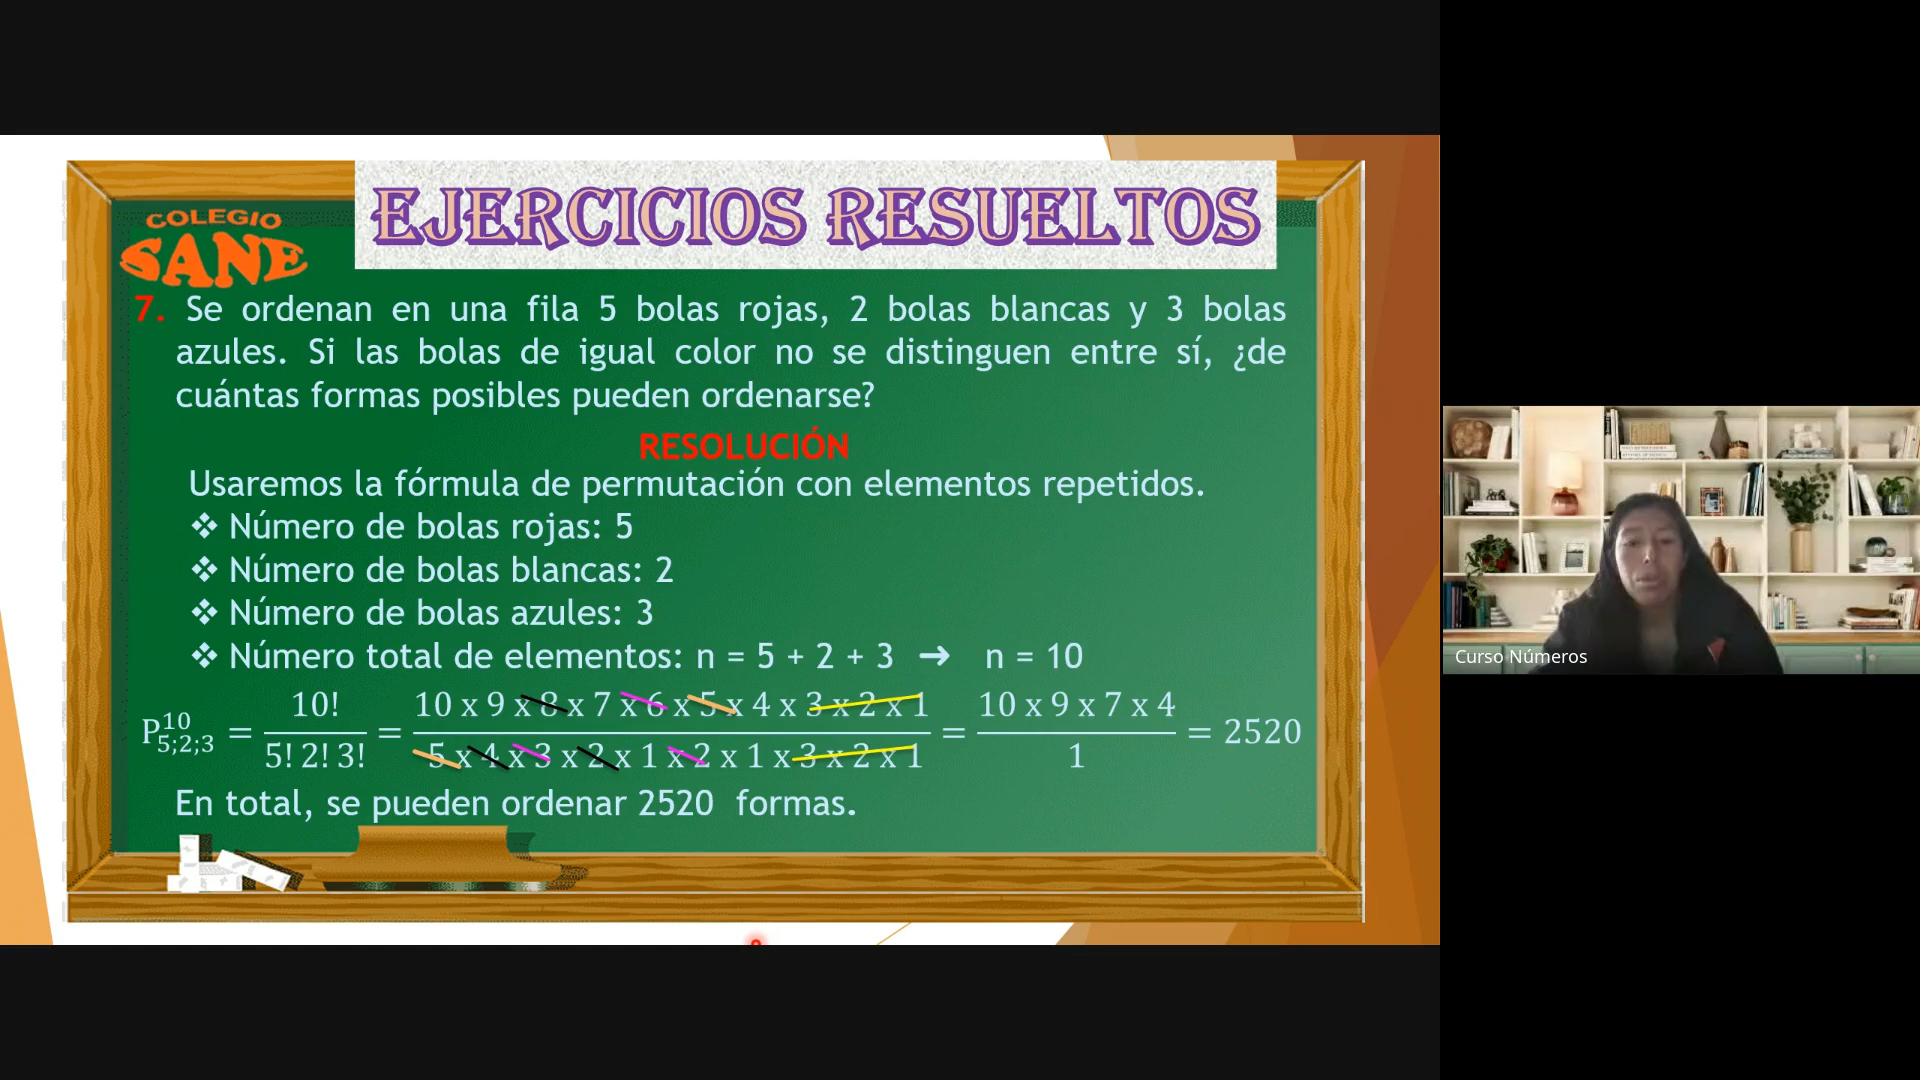 EJERCICIOS RESUELTOS
COLEGIO
SANE
7. Se ordenan en una fila 5 bolas rojas, 2 bolas blancas y 3 bolas
azules. Si las bolas de igual color no se distinguen entre sí, ¿de
cuántas formas posibles pueden ordenarse?
RESOLUCIÓN
Usaremos la fórmula de permutación con elementos repetidos.
❖ Número de bolas rojas: 5
❖ Número de bolas blancas: 2
❖ Número de bolas azules: 3
❖ Número total de elementos: n = 5 + 2 + 3 → n = 10
P^{10}_{5;2;3} = \frac{10!}{5! 2! 3!} = \frac{10 x 9 x 8 x 7 x 6 x 5 x 4 x 3 x 2 x 1}{5 x 4 x 3 x 2 x 1 x 2 x 1 x 3 x 2 x 1} = \frac{10 x 9 x 7 x 4}{1} = 2520
En total, se pueden ordenar 2520 formas.
Curso Números